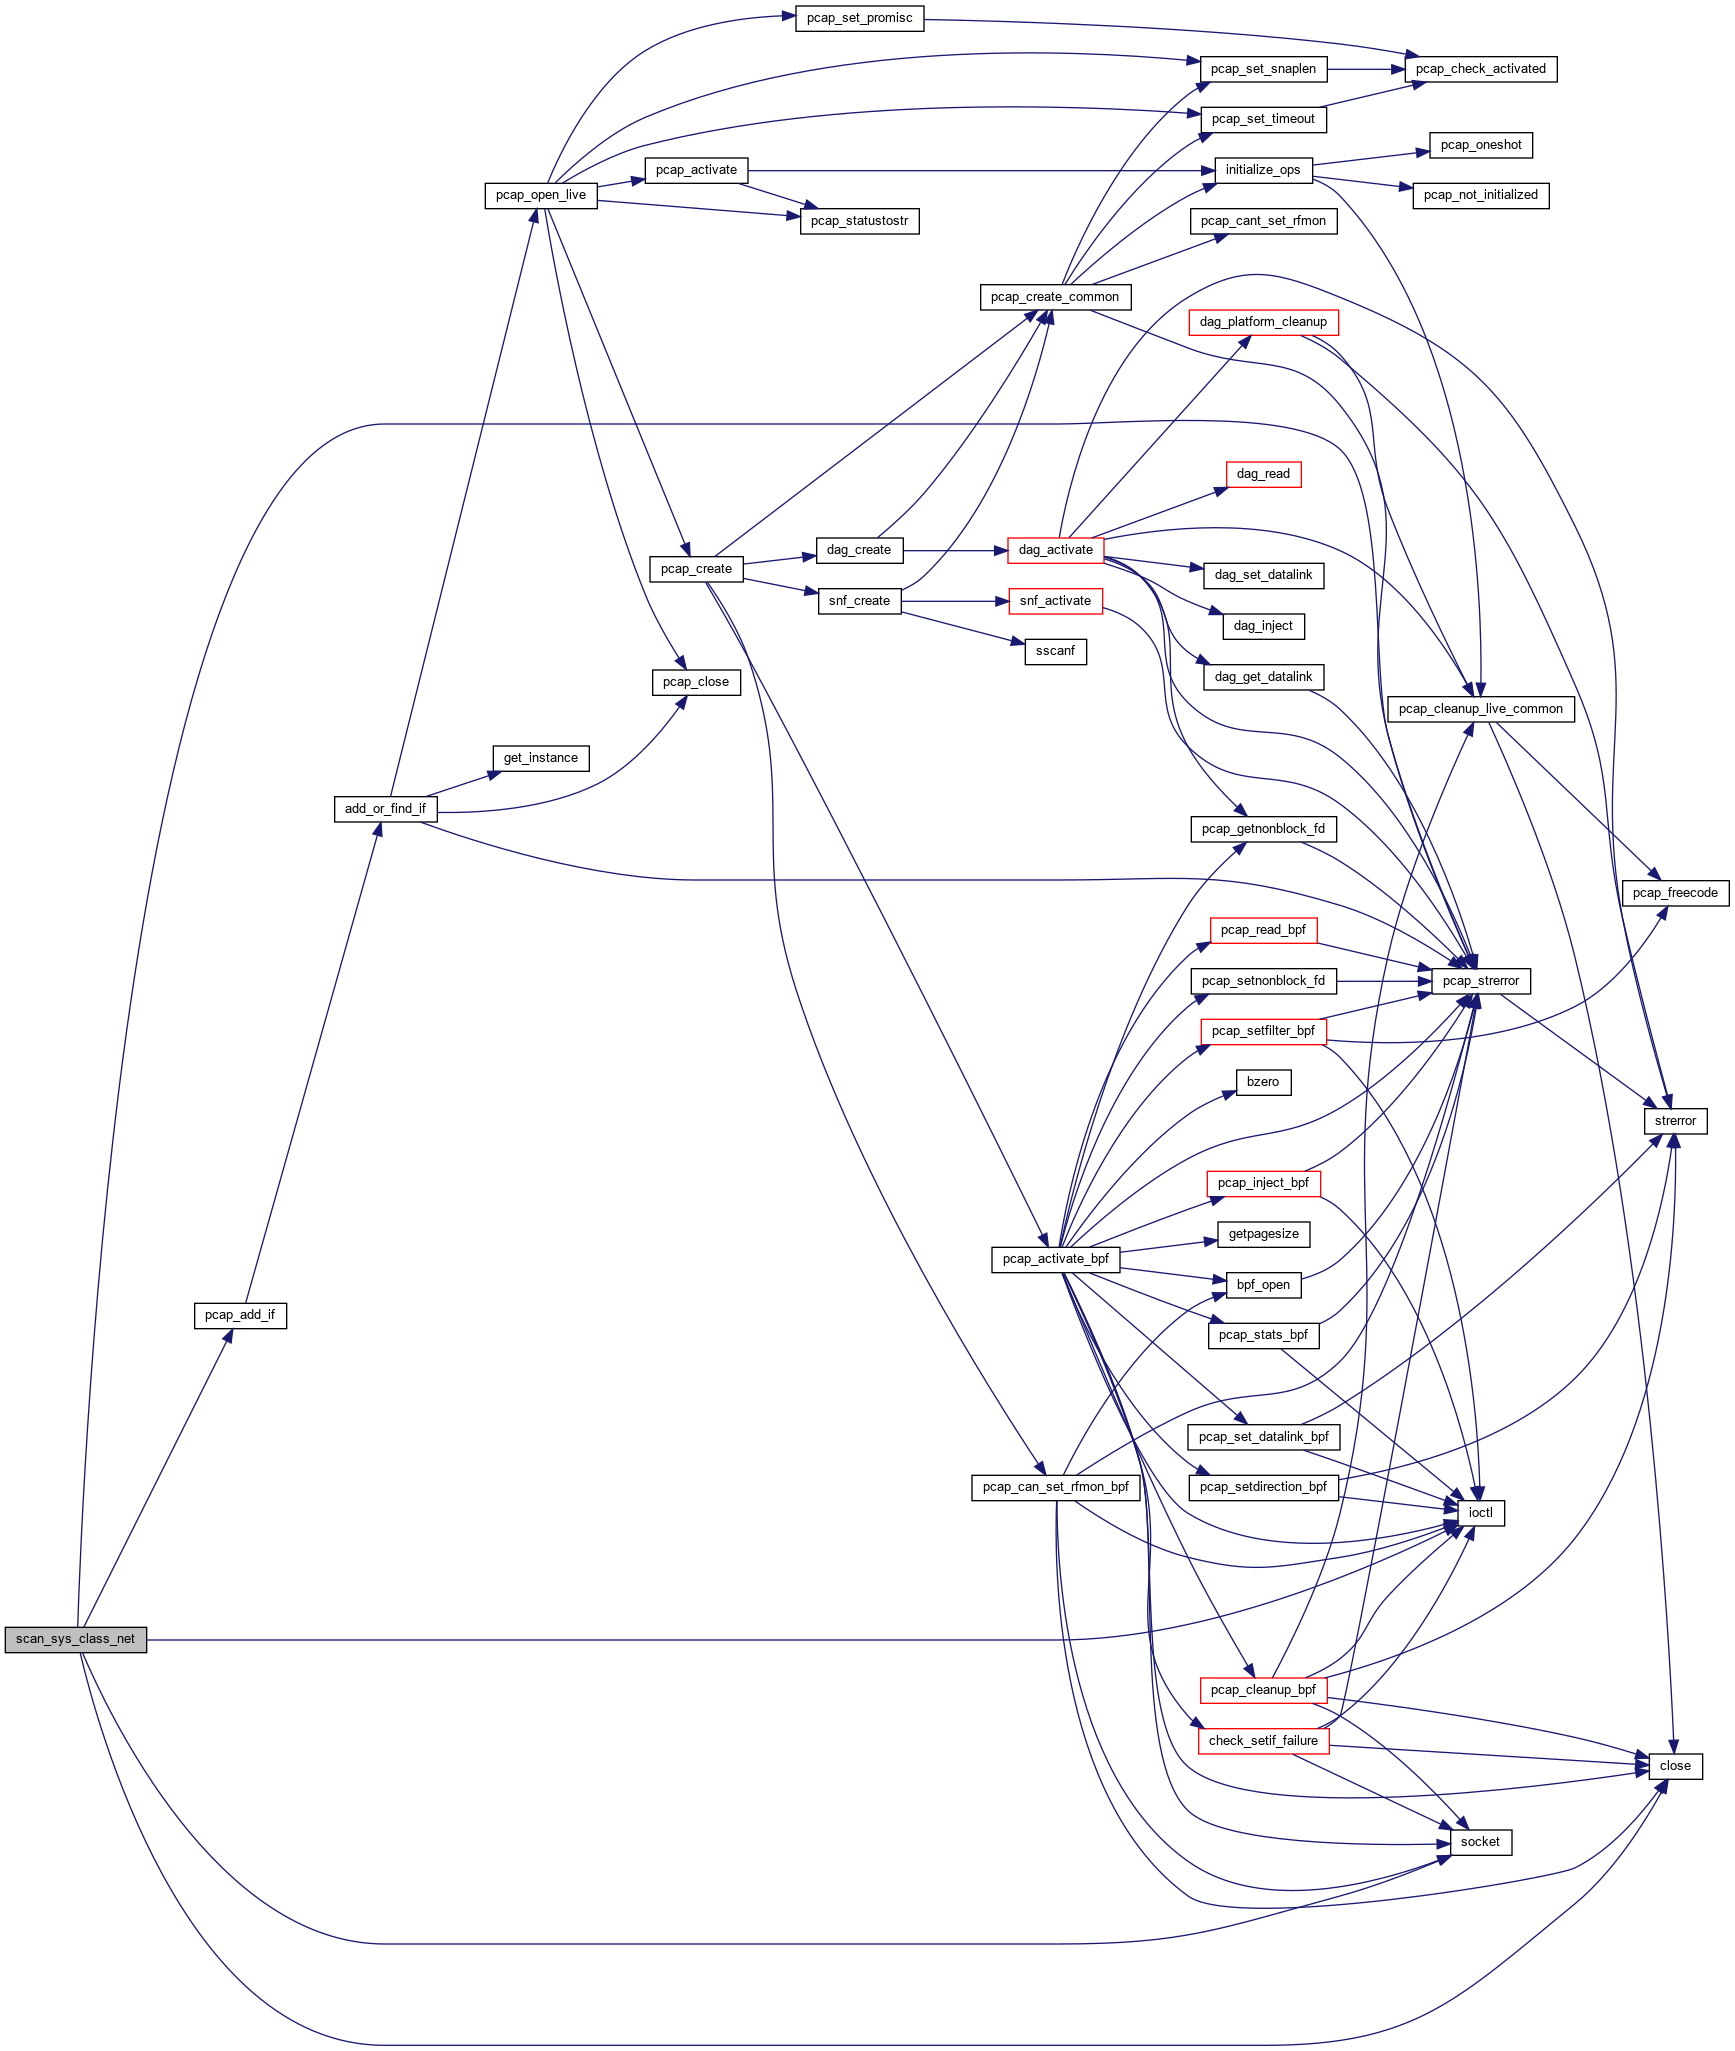 pcap_set_promisc
pcap_set_snaplen
pcap_check_activated
pcap_set_timeout
pcap_oneshot
pcap_activate
initialize_ops
pcap_open_live
pcap_not_initialized
pcap_statustostr
pcap_cant_set_rfmon
pcap_create_common
dag_platform_cleanup
dag_read
dag_create
dag_activate
pcap_create
dag_set_datalink
snf_create
snf_activate
dag_inject
sscanf
dag_get_datalink
pcap_close
pcap_cleanup_live_common
get_instance
add_or_find_if
pcap_getnonblock_fd
pcap_freecode
pcap_read_bpf
pcap_setnonblock_fd
pcap_strerror
pcap_setfilter_bpf
bzero
strerror
pcap_inject_bpf
getpagesize
pcap_activate_bpf
bpf_open
pcap_add_if
pcap_stats_bpf
pcap_set_datalink_bpf
pcap_can_set_rfmon_bpf
pcap_setdirection_bpf
ioctl
scan_sys_class_net
pcap_cleanup_bpf
check_setif_failure
close
socket